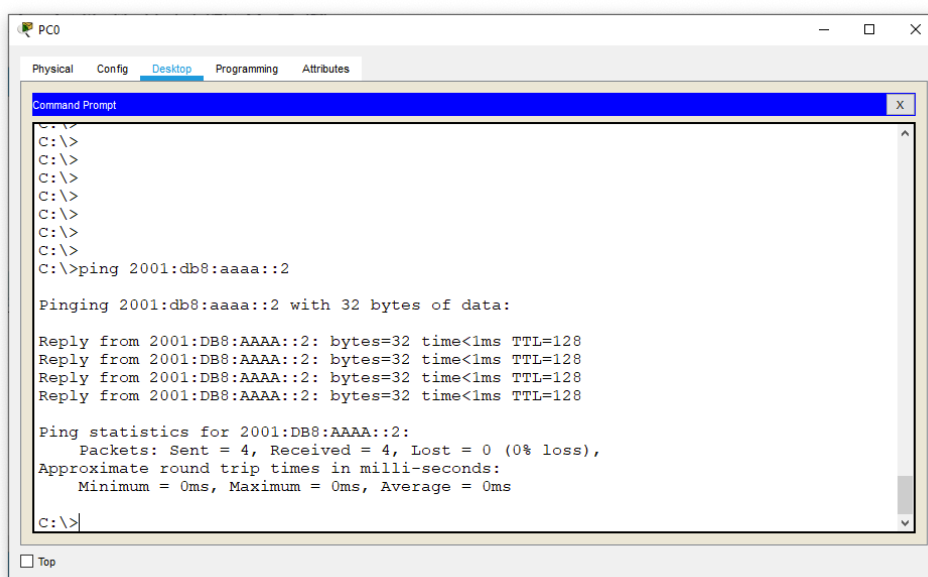 PC0
Physical Config Desktop Programming Attributes
Command Prompt X
C:\>
C:\>
C:\>
C:\>
C:\>
C:\>
C:\>
C:\>
C:\>ping 2001:db8:aaaa::2
Pinging 2001:db8:aaaa::2 with 32 bytes of data:
Reply from 2001:DB8:AAAA::2: bytes=32 time<1ms TTL=128
Reply from 2001:DB8:AAAA::2: bytes=32 time<1ms TTL=128
Reply from 2001:DB8:AAAA::2: bytes=32 time<1ms TTL=128
Reply from 2001:DB8:AAAA::2: bytes=32 time<1ms TTL=128
Ping statistics for 2001:DB8:AAAA::2:
Packets: Sent = 4, Received = 4, Lost = 0 (0% loss),
Approximate round trip times in milli-seconds:
Minimum = 0ms, Maximum = 0ms, Average = 0ms
C:\>
Top